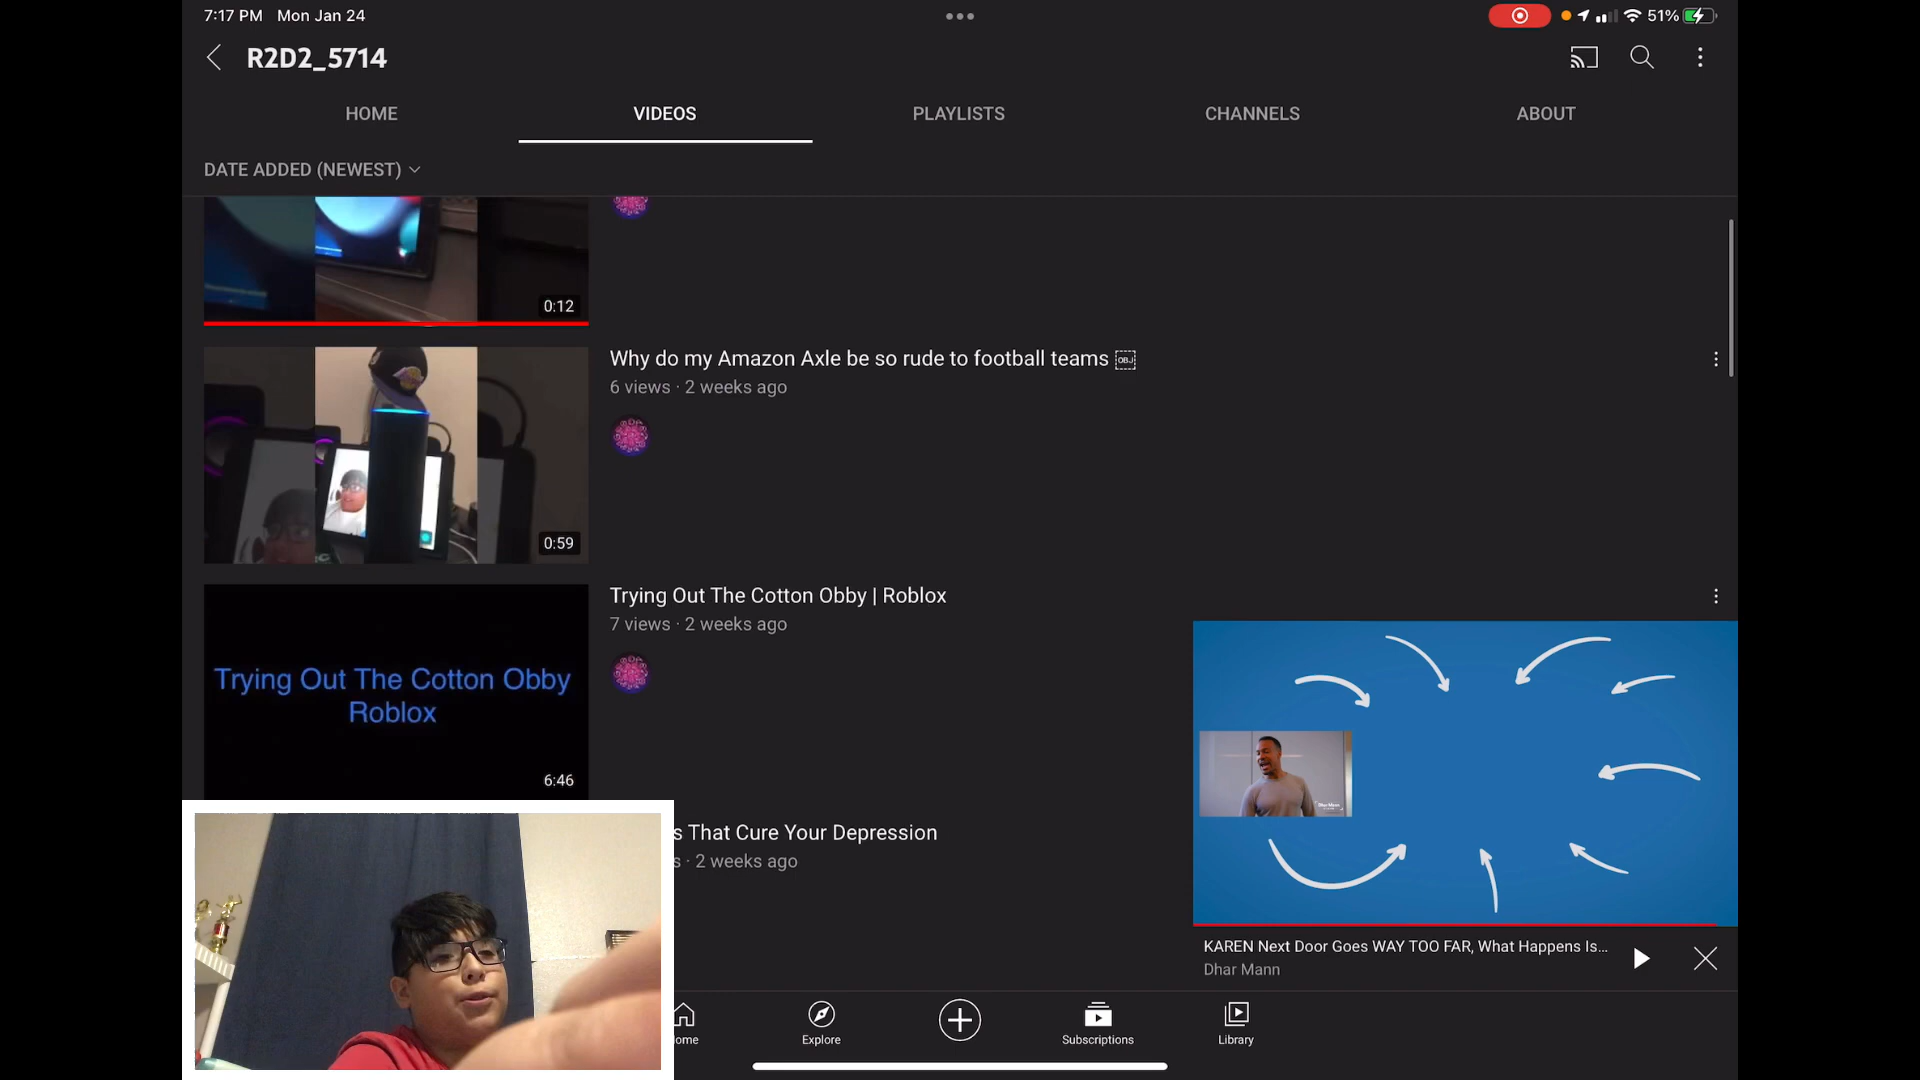 7:17 PM Mon Jan 24
51%
R2D2_5714
HOME VIDEOS PLAYLISTS CHANNELS ABOUT
DATE ADDED (NEWEST)
0:12
Why do my Amazon Axle be so rude to football teams
6 views · 2 weeks ago
0:59
Trying Out The Cotton Obby | Roblox
7 views · 2 weeks ago
Trying Out The Cotton Obby
Roblox
6:46
s That Cure Your Depression
s · 2 weeks ago
Dhar Mann
KAREN Next Door Goes WAY TOO FAR, What Happens Is...
Dhar Mann
ome Explore Subscriptions Library